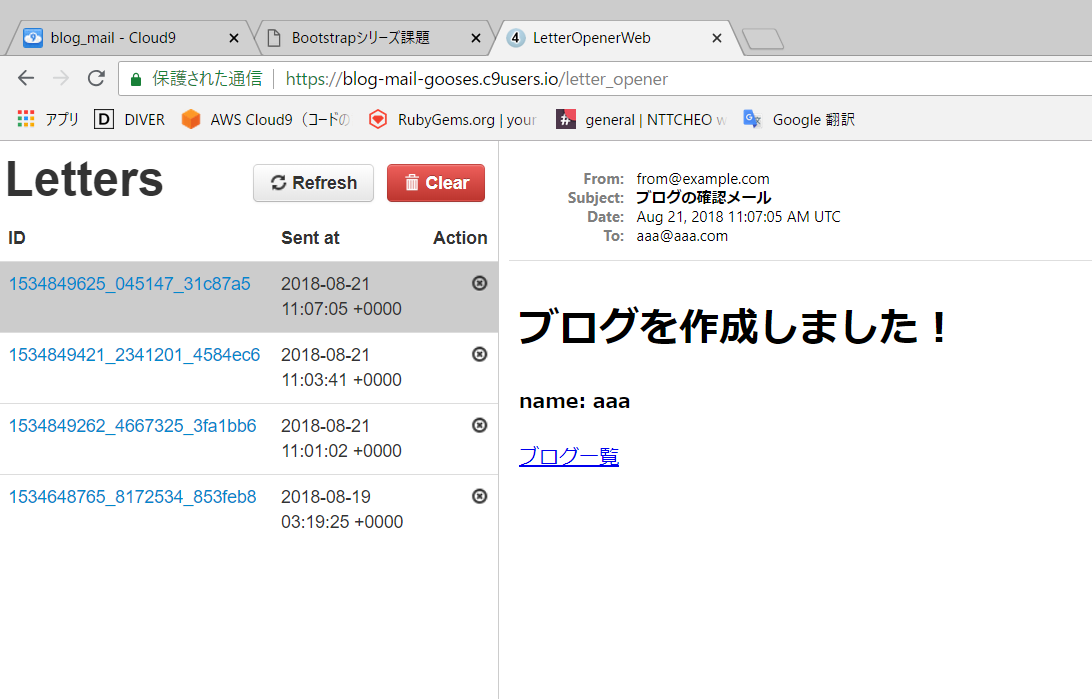 blog_mail - Cloud9
Bootstrapシリーズ課題
LetterOpenerWeb
保護された通信
https://blog-mail-gooses.c9users.io/letter_opener
アプリ
D DIVER
AWS Cloud9（コードの
RubyGems.org | your
general | NTTCHEO w
Google 翻訳
Letters
Refresh
Clear
ID Sent at Action
1534849625_045147_31c87a5 2018-08-21
11:07:05 +0000
1534849421_2341201_4584ec6 2018-08-21
11:03:41 +0000
1534849262_4667325_3fa1bb6 2018-08-21
11:01:02 +0000
1534648765_8172534_853feb8 2018-08-19
03:19:25 +0000
From: from@example.com
Subject: ブログの確認メール
Date: Aug 21, 2018 11:07:05 AM UTC
To: aaa@aaa.com
ブログを作成しました！
name: aaa
ブログ一覧